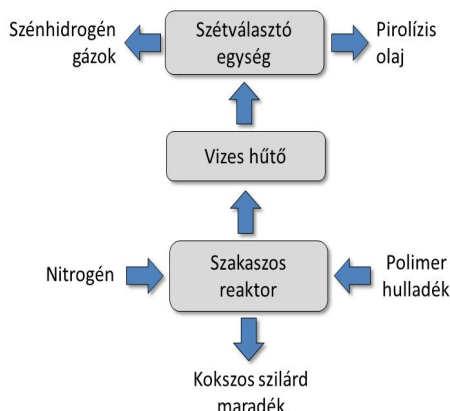 Szénhidrogén
gázok
Szétválasztó
egység
Pirolízis
olaj
Vizes hűtő
Nitrogén
Szakaszos
reaktor
Polimer
hulladék
Kokszos szilárd
maradék